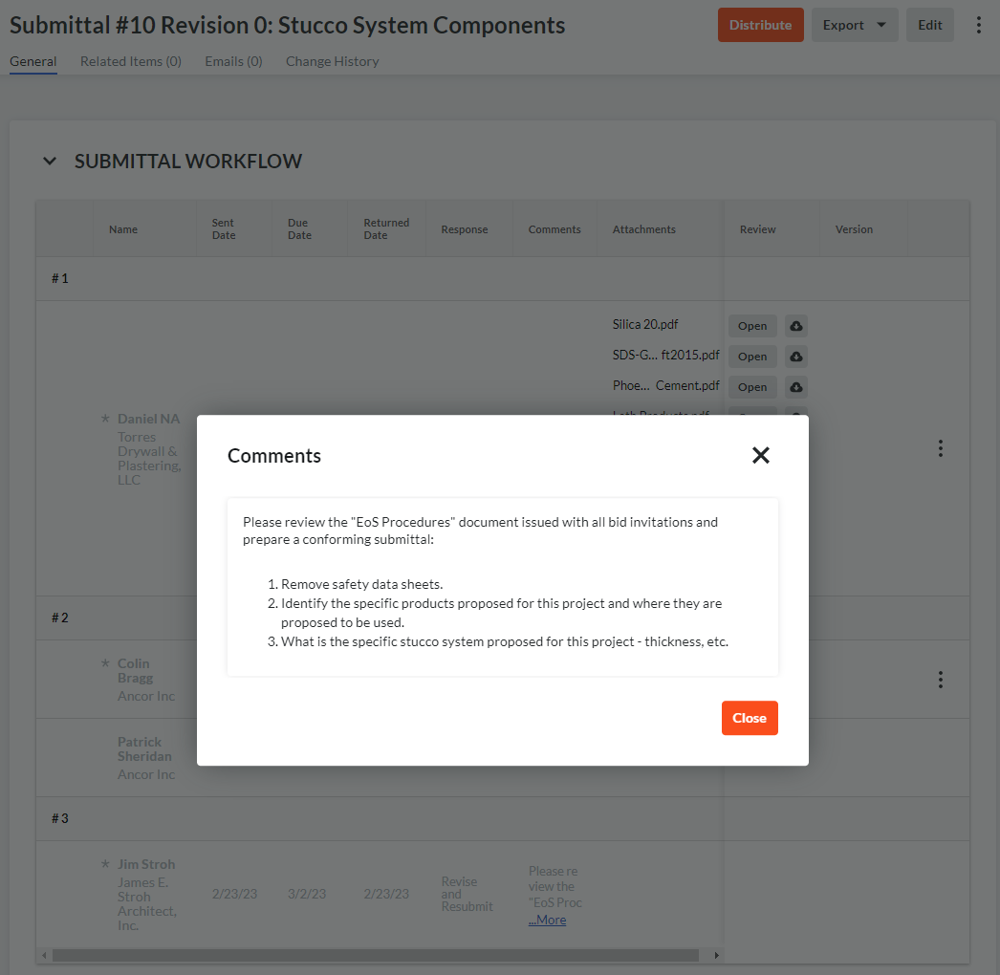 Submittal #10 Revision 0: Stucco System Components
Distribute
Export
Edit
General
Related Items (0)
Emails (0)
Change History
SUBMITTAL WORKFLOW
Name
Sent
Date
Due
Date
Returned
Date
Response
Comments
Attachments
Review
Version
#1
Silica 20.pdf
Open
SDS-G... ft2015.pdf
Open
Phoe... Cement.pdf
Open
* Daniel NA
Torres
Drywall &
Plastering,
LLC
Comments
Please review the "EoS Procedures" document issued with all bid invitations and
prepare a conforming submittal:
1. Remove safety data sheets.
2. Identify the specific products proposed for this project and where they are
proposed to be used.
3. What is the specific stucco system proposed for this project - thickness, etc.
Close
#2
* Colin
Bragg
Ancor Inc
Patrick
Sheridan
Ancor Inc
#3
* Jim Stroh
James E.
Stroh
Architect,
Inc.
2/23/23
3/2/23
2/23/23
Revise
and
Resubmit
Please re
view the
"EoS Proc
...More